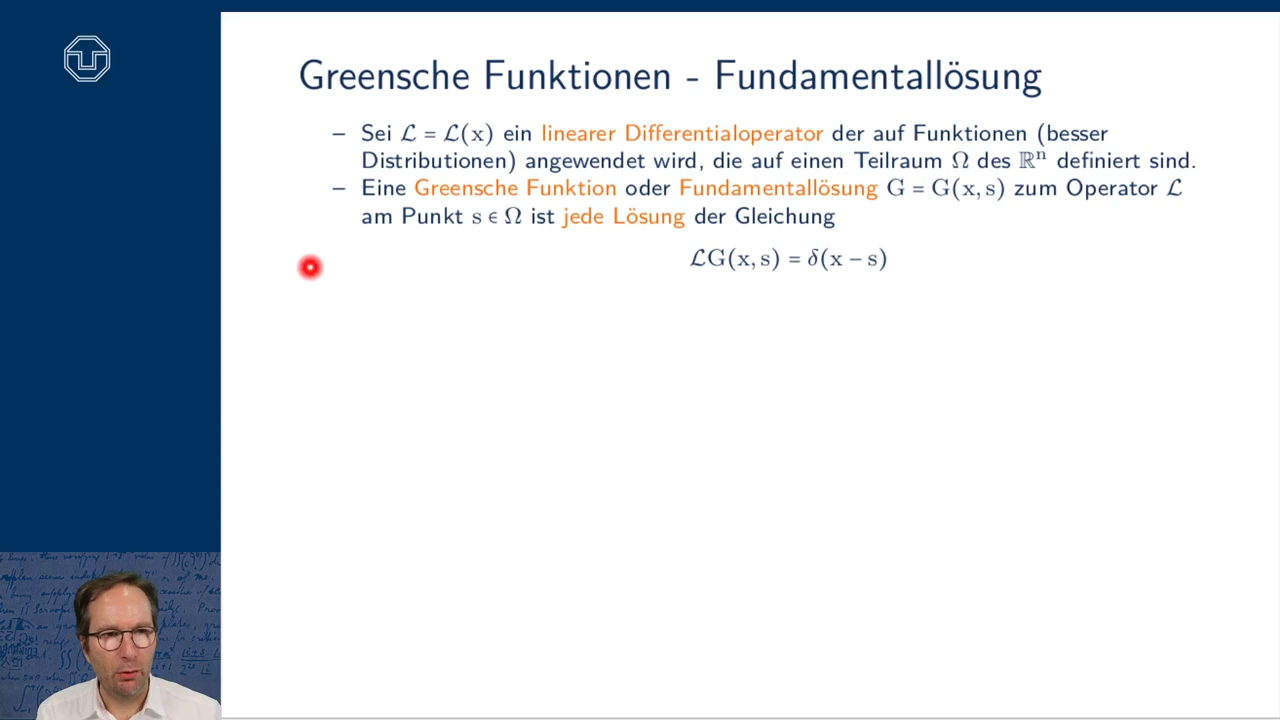 Greensche Funktionen - Fundamentallösung
– Sei ℒ = ℒ(x) ein linearer Differentialoperator der auf Funktionen (besser
Distributionen) angewendet wird, die auf einen Teilraum Ω des ℝⁿ definiert sind.
– Eine Greensche Funktion oder Fundamentallösung G = G(x, s) zum Operator ℒ
am Punkt s ∈ Ω ist jede Lösung der Gleichung
ℒG(x, s) = δ(x − s)